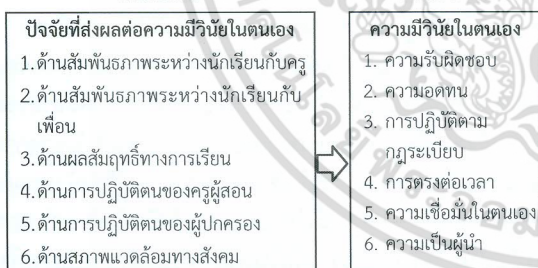 ปัจจัยที่ส่งผลต่อความมีวินัยในตนเอง
1.ด้านสัมพันธภาพระหว่างนักเรียนกับครู
2.ด้านสัมพันธภาพระหว่างนักเรียนกับ
เพื่อน
3.ด้านผลสัมฤทธิ์ทางการเรียน
4.ด้านการปฏิบัติตนของครูผู้สอน
5.ด้านการปฏิบัติตนของผู้ปกครอง
6.ด้านสภาพแวดล้อมทางสังคม
ความมีวินัยในตนเอง
1. ความรับผิดชอบ
2. ความอดทน
3. การปฏิบัติตาม
กฎระเบียบ
4. การตรงต่อเวลา
5. ความเชื่อมั่นในตนเอง
6. ความเป็นผู้นำ